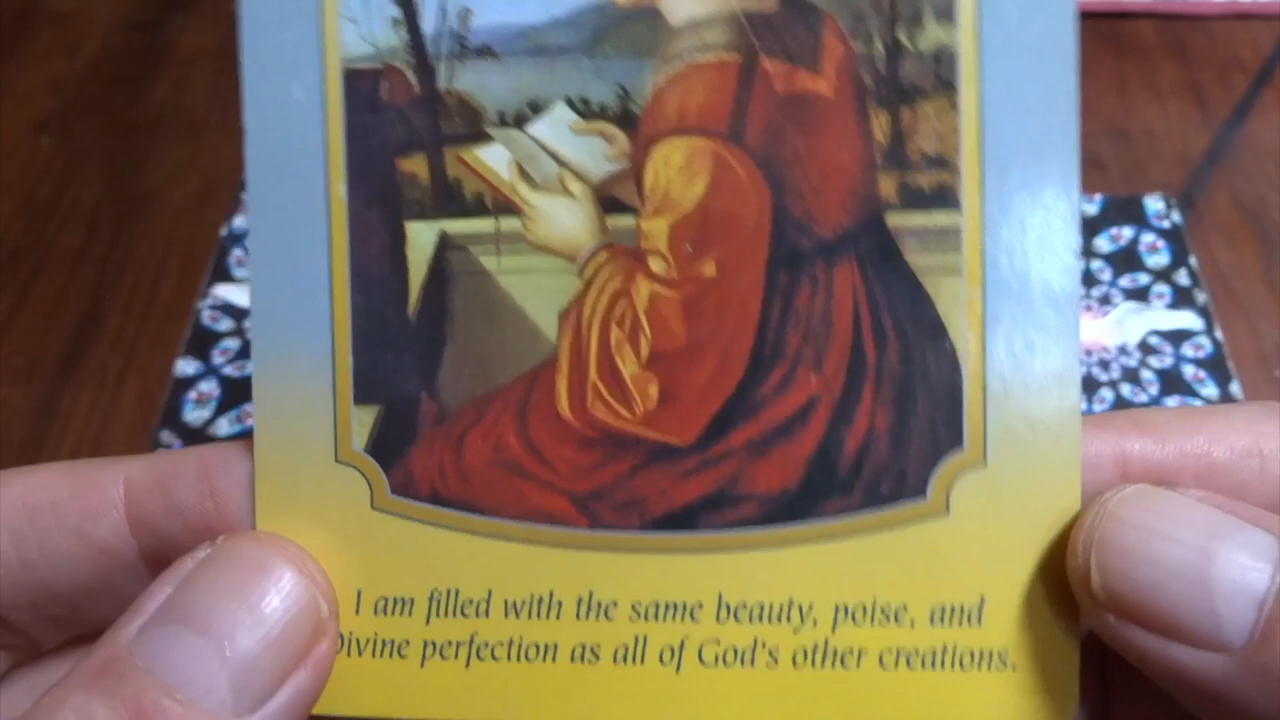 I am filled with the same beauty, poise, and
Divine perfection as all of God's other creations.